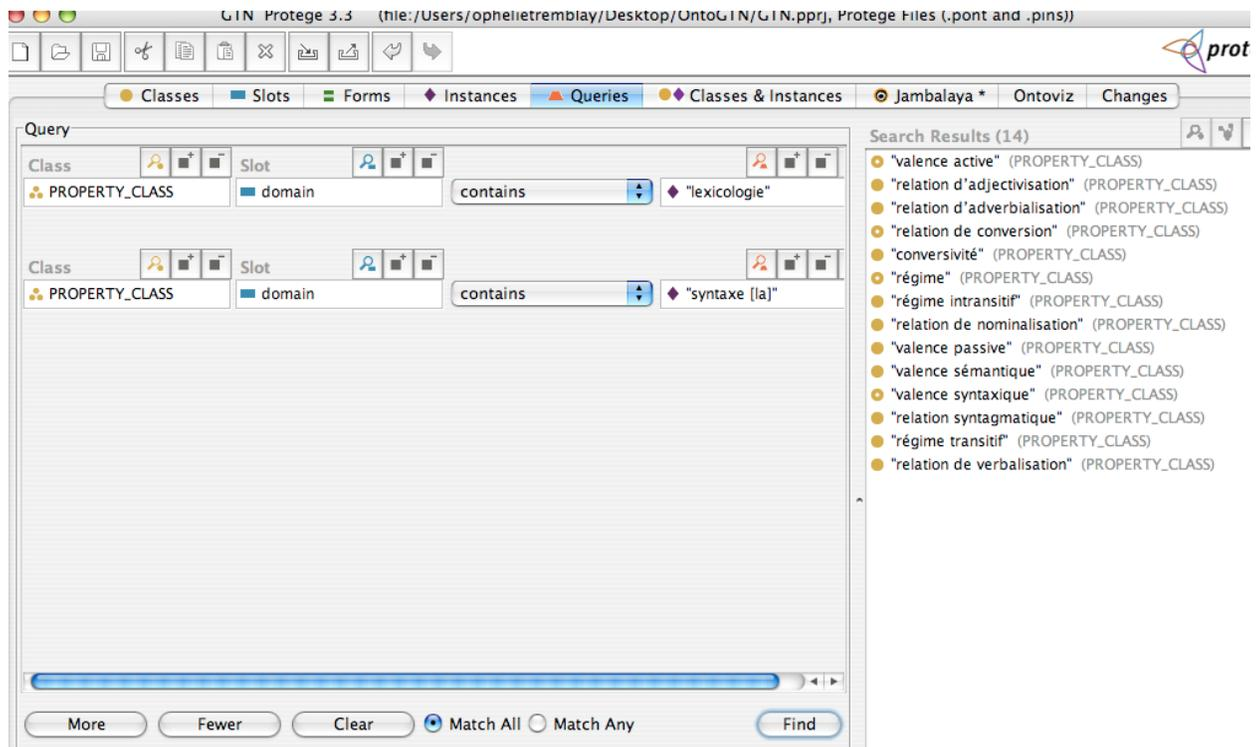 GTN Protégé 3.3 (file:/Users/ophelietremblay/Desktop/OntoGTN/GTN.pprj, Protégé Files (.pont and .pins))
prot
Classes Slots Forms Instances Queries Classes & Instances Jambalaya * Ontoviz Changes
Query
Class Slot
PROPERTY_CLASS domain contains "lexicologie"
Class Slot
PROPERTY_CLASS domain contains "syntaxe [la]"
More Fewer Clear Match All Match Any Find
Search Results (14)
"valence active" (PROPERTY_CLASS)
"relation d'adjectivisation" (PROPERTY_CLASS)
"relation d'adverbialisation" (PROPERTY_CLASS)
"relation de conversion" (PROPERTY_CLASS)
"conversivité" (PROPERTY_CLASS)
"régime" (PROPERTY_CLASS)
"régime intransitif" (PROPERTY_CLASS)
"relation de nominalisation" (PROPERTY_CLASS)
"valence passive" (PROPERTY_CLASS)
"valence sémantique" (PROPERTY_CLASS)
"valence syntaxique" (PROPERTY_CLASS)
"relation syntagmatique" (PROPERTY_CLASS)
"régime transitif" (PROPERTY_CLASS)
"relation de verbalisation" (PROPERTY_CLASS)